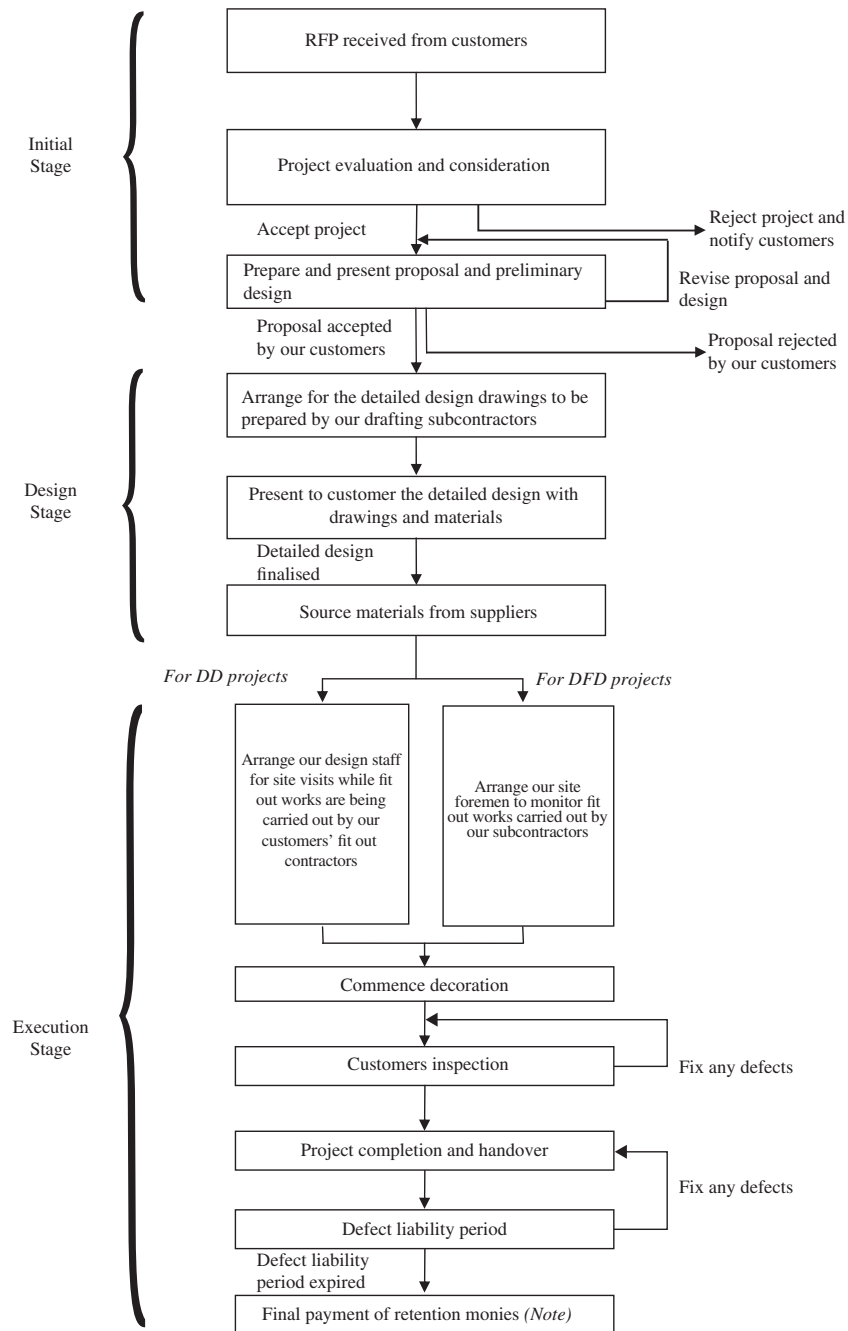 RFP received from customers
Initial
Stage
Project evaluation and consideration
Accept project
Reject project and
notify customers
Prepare and present proposal and preliminary
design
Revise proposal and
design
Proposal accepted
by our customers
Proposal rejected
by our customers
Design
Stage
Arrange for the detailed design drawings to be
prepared by our drafting subcontractors
Present to customer the detailed design with
drawings and materials
Detailed design
finalised
Source materials from suppliers
For DD projects
For DFD projects
Execution
Stage
Arrange our design staff
for site visits while fit
out works are being
carried out by our
customers’ fit out
contractors
Arrange our site
foremen to monitor fit
out works carried out by
our subcontractors
Commence decoration
Customers inspection
Fix any defects
Project completion and handover
Fix any defects
Defect liability period
Defect liability
period expired
Final payment of retention monies (Note)